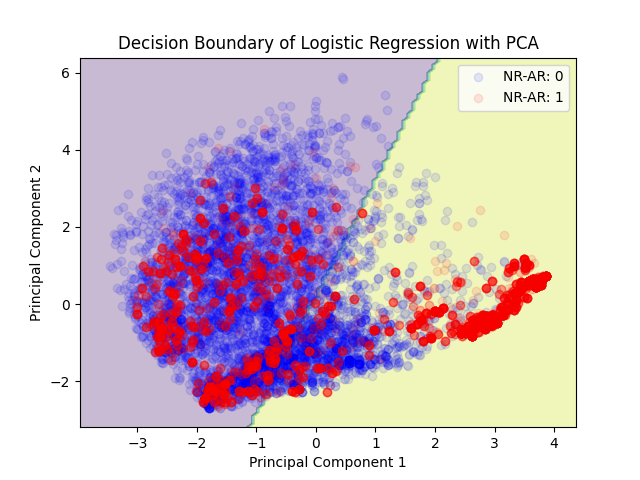 Decision Boundary of Logistic Regression with PCA
NR-AR: 0
NR-AR: 1
Principal Component 2
6
4
2
0
−2
−3
−2
−1
0
1
2
3
4
Principal Component 1